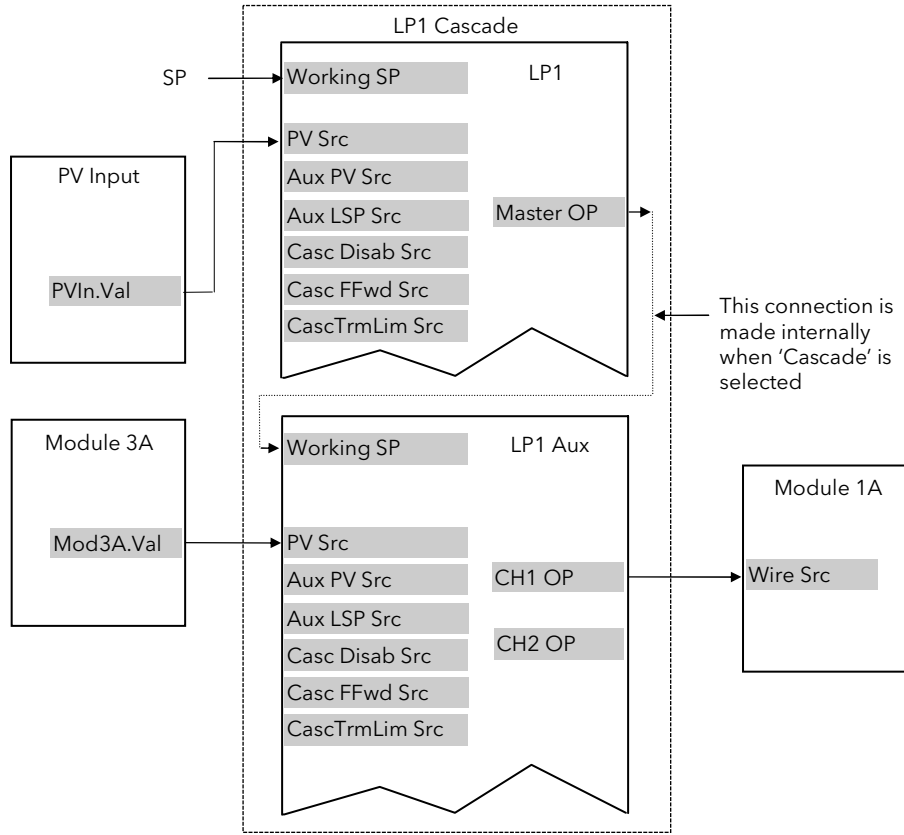 LP1 Cascade
SP
Working SP
LP1
PV Src
PV Input
Aux PV Src
Aux LSP Src
Master OP
Casc Disab Src
PVIn.Val
Casc FFwd Src
CascTrmLim Src
This connection is
made internally
when ‘Cascade’ is
selected
Module 3A
Working SP
LP1 Aux
Module 1A
Mod3A.Val
PV Src
Aux PV Src
CH1 OP
Wire Src
Aux LSP Src
CH2 OP
Casc Disab Src
Casc FFwd Src
CascTrmLim Src